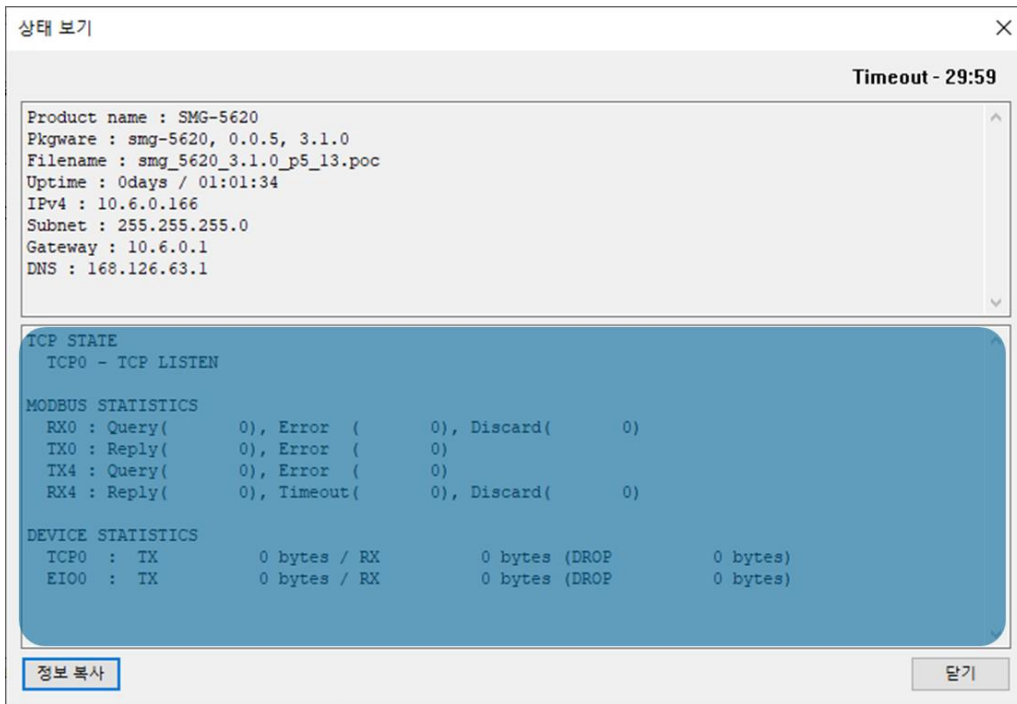 상태 보기
Timeout - 29:59
Product name : SMG-5620
Pkgware : smg-5620, 0.0.5, 3.1.0
Filename : smg_5620_3.1.0_p5_13.poc
Uptime : 0days / 01:01:34
IPv4 : 10.6.0.166
Subnet : 255.255.255.0
Gateway : 10.6.0.1
DNS : 168.126.63.1
TCP STATE
TCP0 - TCP LISTEN
MODBUS STATISTICS
RX0 : Query( 0), Error ( 0), Discard( 0)
TX0 : Reply( 0), Error ( 0)
TX4 : Query( 0), Error ( 0)
RX4 : Reply( 0), Timeout( 0), Discard( 0)
DEVICE STATISTICS
TCP0 : TX 0 bytes / RX 0 bytes (DROP 0 bytes)
EIO0 : TX 0 bytes / RX 0 bytes (DROP 0 bytes)
정보 복사
닫기